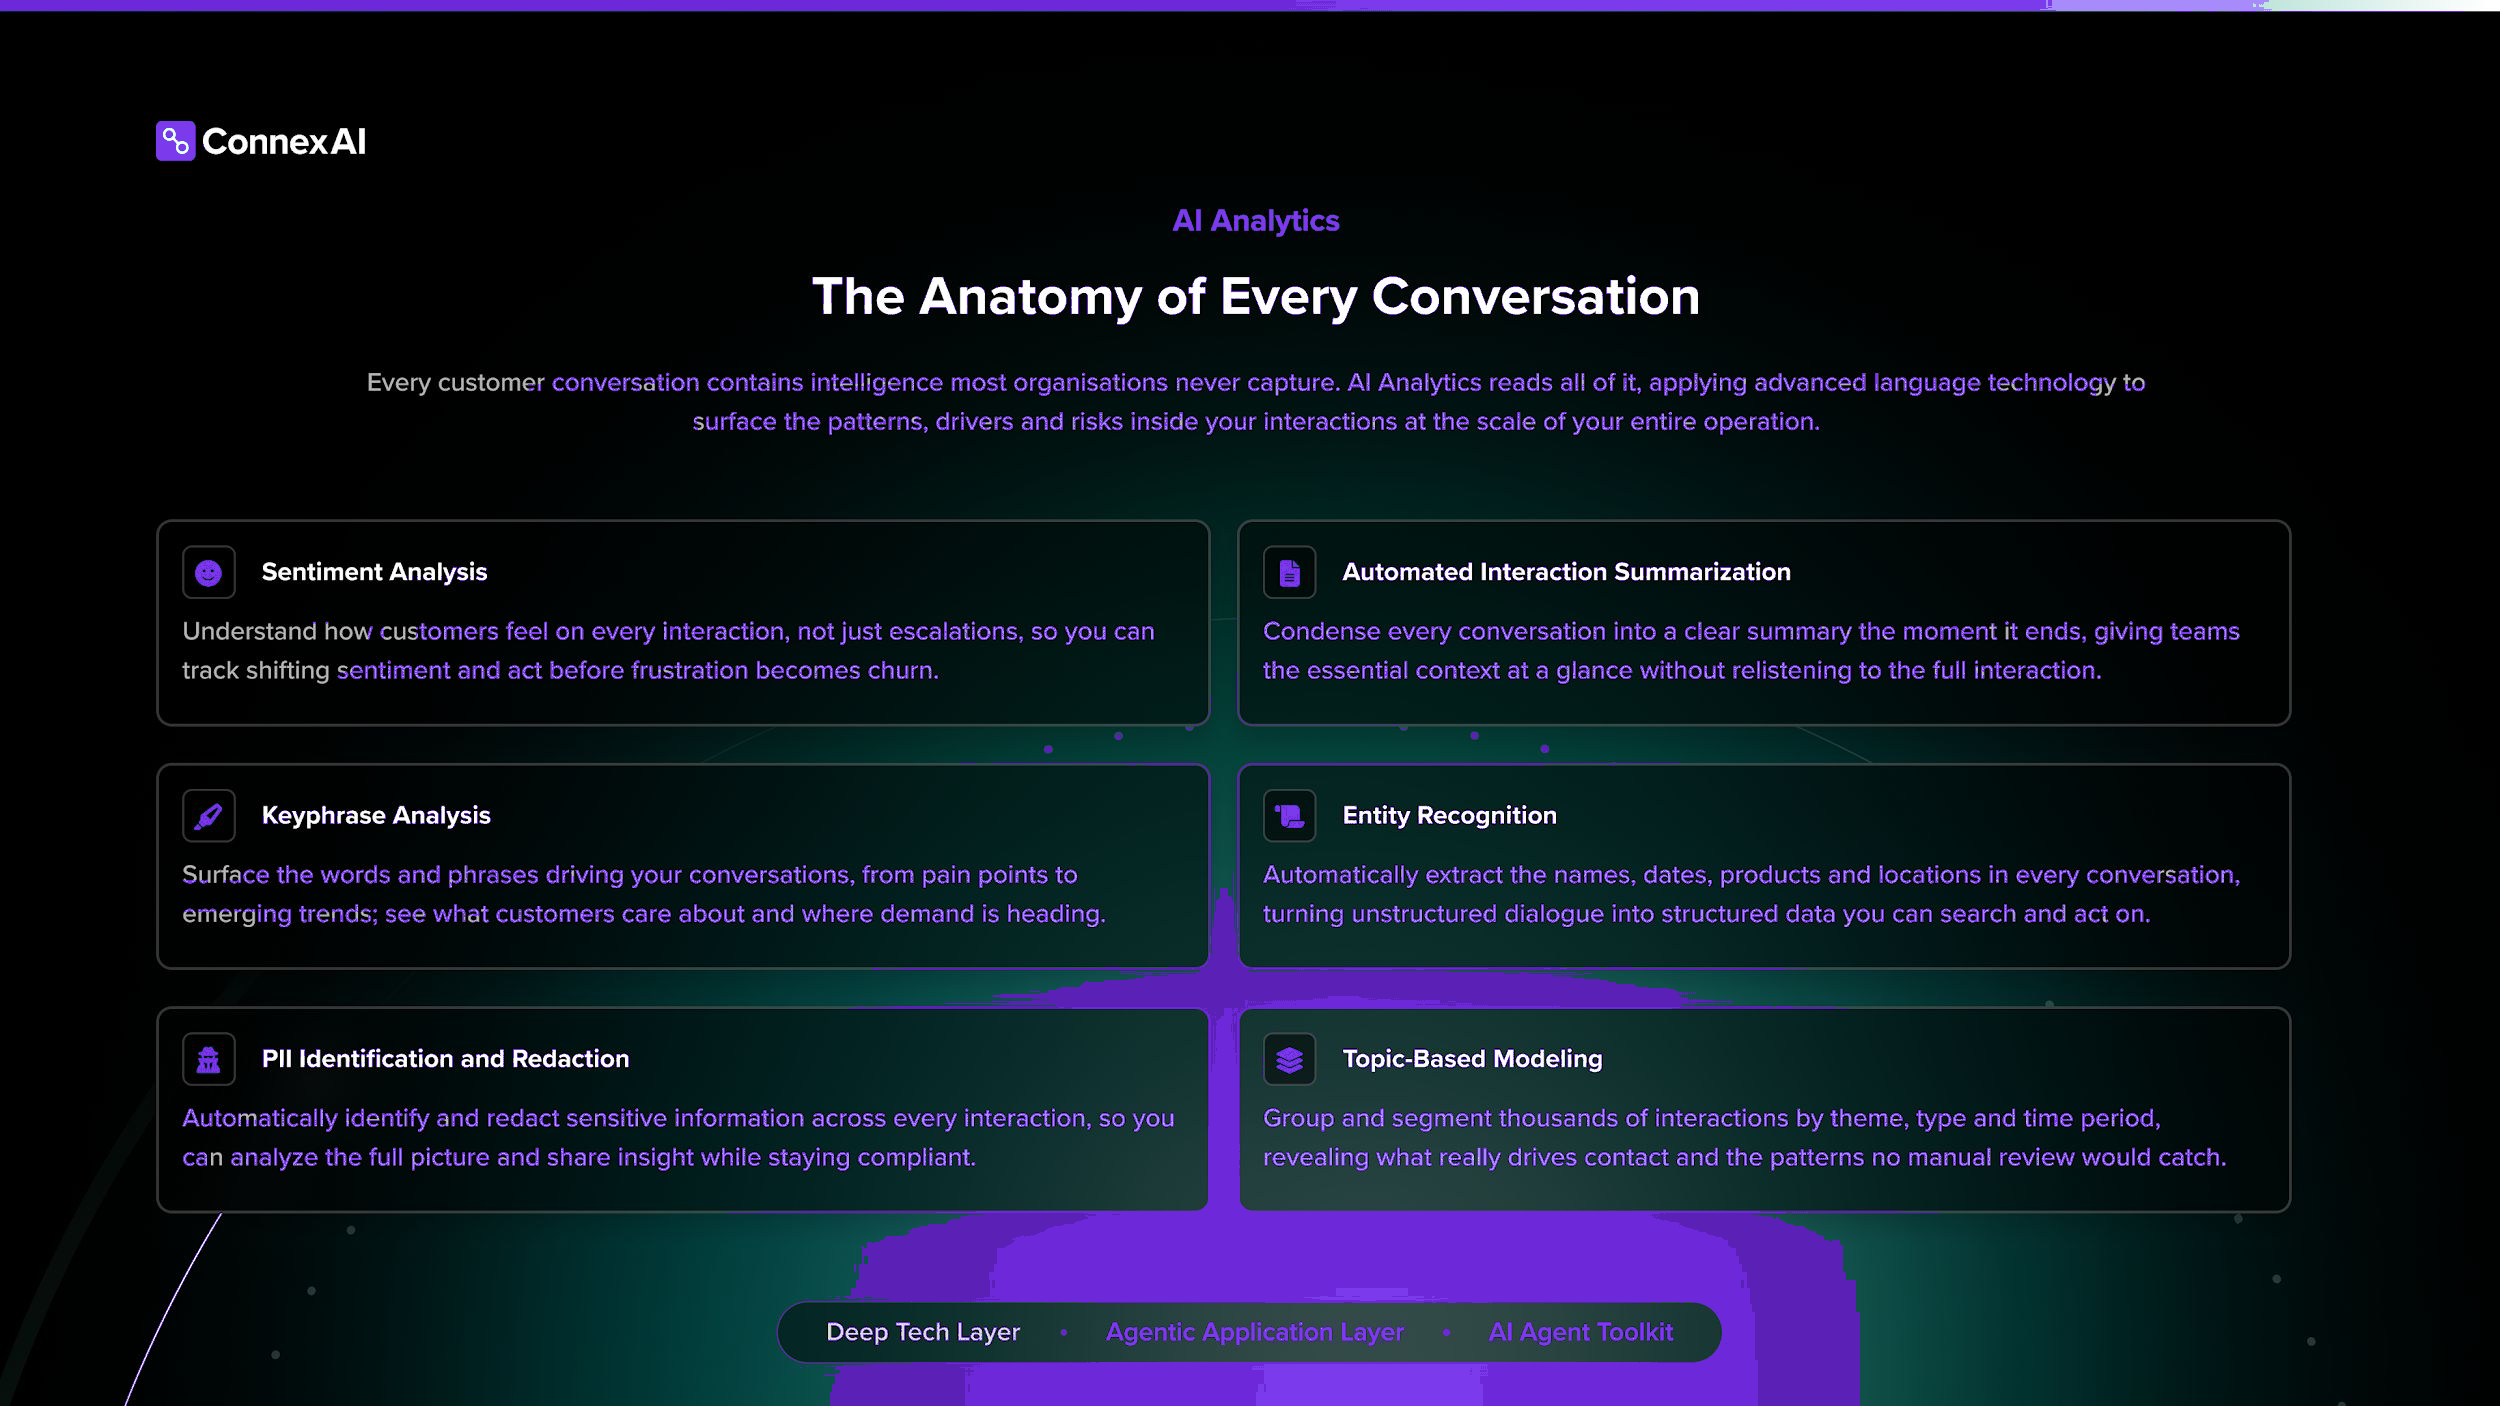 ConnexAI
AI Analytics
The Anatomy of Every Conversation
Every customer conversation contains intelligence most organisations never capture. AI Analytics reads all of it, applying advanced language technology to
surface the patterns, drivers and risks inside your interactions at the scale of your entire operation.
Sentiment Analysis
Understand how customers feel on every interaction, not just escalations, so you can
track shifting sentiment and act before frustration becomes churn.
Automated Interaction Summarization
Condense every conversation into a clear summary the moment it ends, giving teams
the essential context at a glance without relistening to the full interaction.
Keyphrase Analysis
Surface the words and phrases driving your conversations, from pain points to
emerging trends; see what customers care about and where demand is heading.
Entity Recognition
Automatically extract the names, dates, products and locations in every conversation,
turning unstructured dialogue into structured data you can search and act on.
PII Identification and Redaction
Automatically identify and redact sensitive information across every interaction, so you
can analyze the full picture and share insight while staying compliant.
Topic-Based Modeling
Group and segment thousands of interactions by theme, type and time period,
revealing what really drives contact and the patterns no manual review would catch.
Deep Tech Layer • Agentic Application Layer • AI Agent Toolkit